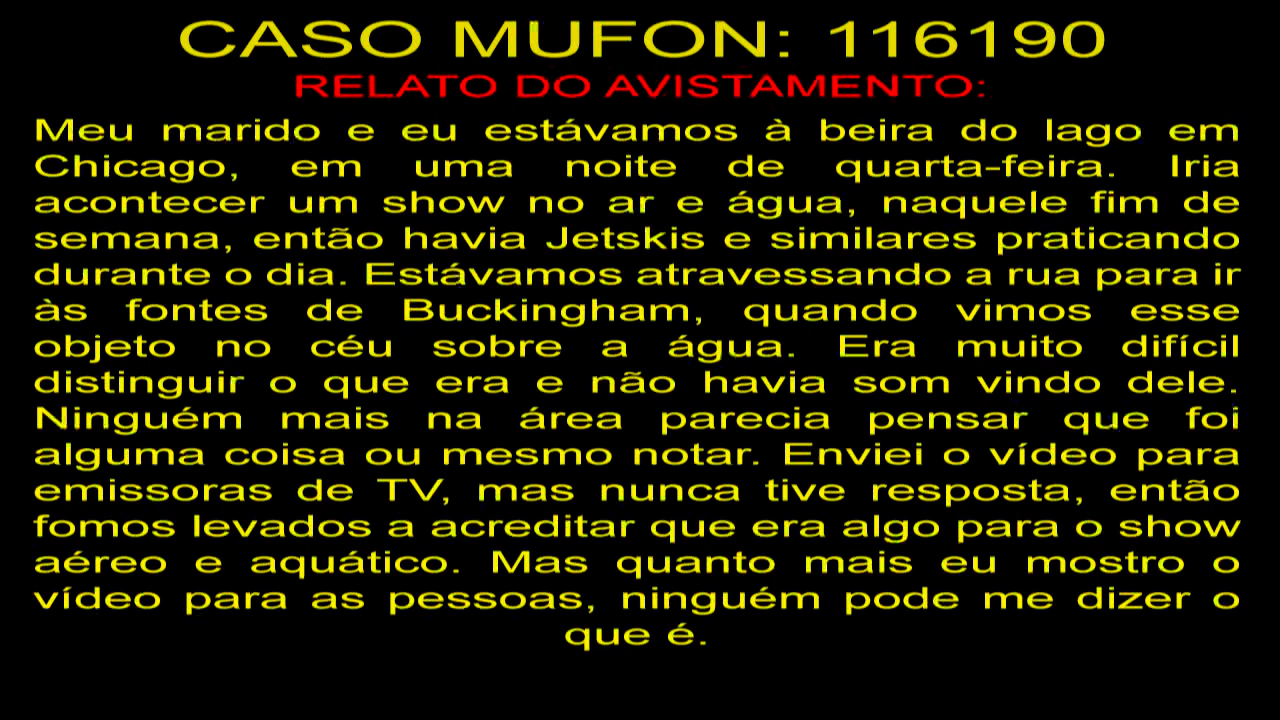 CASO MUFON: 116190
RELATO DO AVISTAMENTO:
Meu marido e eu estávamos à beira do lago em
Chicago, em uma noite de quarta-feira. Iria
acontecer um show no ar e água, naquele fim de
semana, então havia Jetskis e similares praticando
durante o dia. Estávamos atravessando a rua para ir
às fontes de Buckingham, quando vimos esse
objeto no céu sobre a água. Era muito difícil
distinguir o que era e não havia som vindo dele.
Ninguém mais na área parecia pensar que foi
alguma coisa ou mesmo notar. Enviei o vídeo para
emissoras de TV, mas nunca tive resposta, então
fomos levados a acreditar que era algo para o show
aéreo e aquático. Mas quanto mais eu mostro o
vídeo para as pessoas, ninguém pode me dizer o
que é.